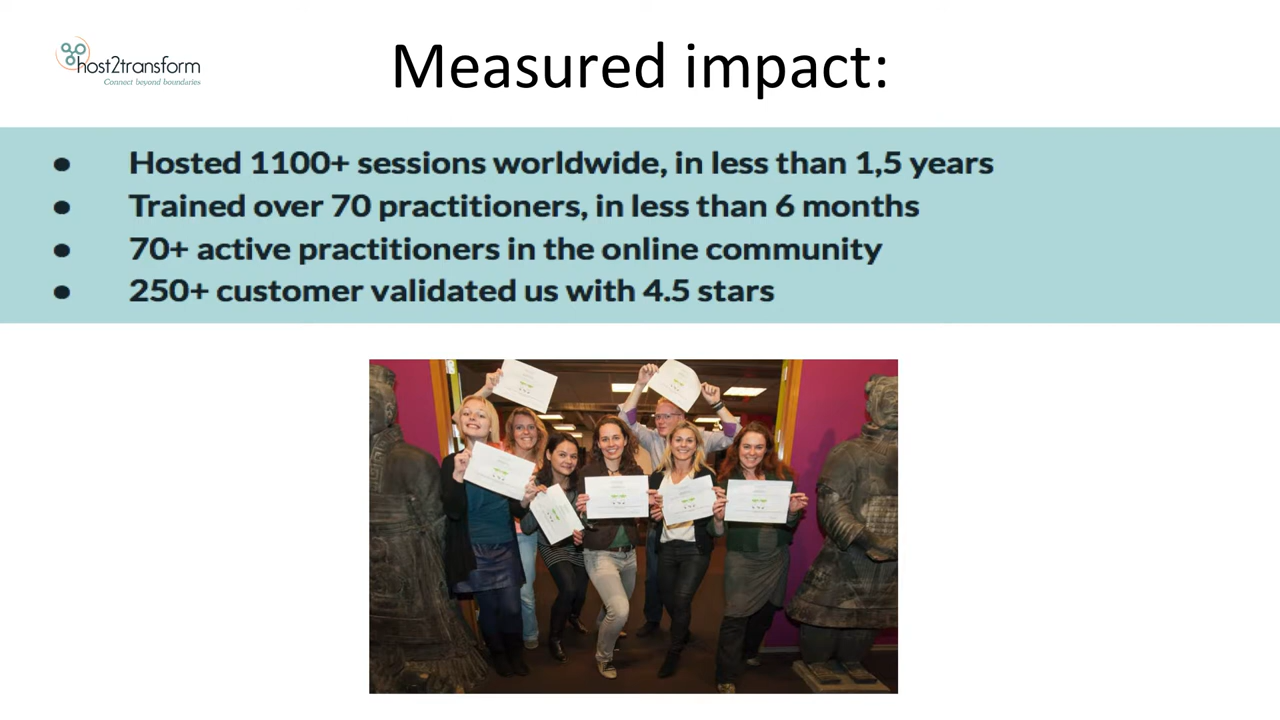 host2transform
Connect beyond boundaries
Measured impact:
• Hosted 1100+ sessions worldwide, in less than 1,5 years
• Trained over 70 practitioners, in less than 6 months
• 70+ active practitioners in the online community
• 250+ customer validated us with 4.5 stars